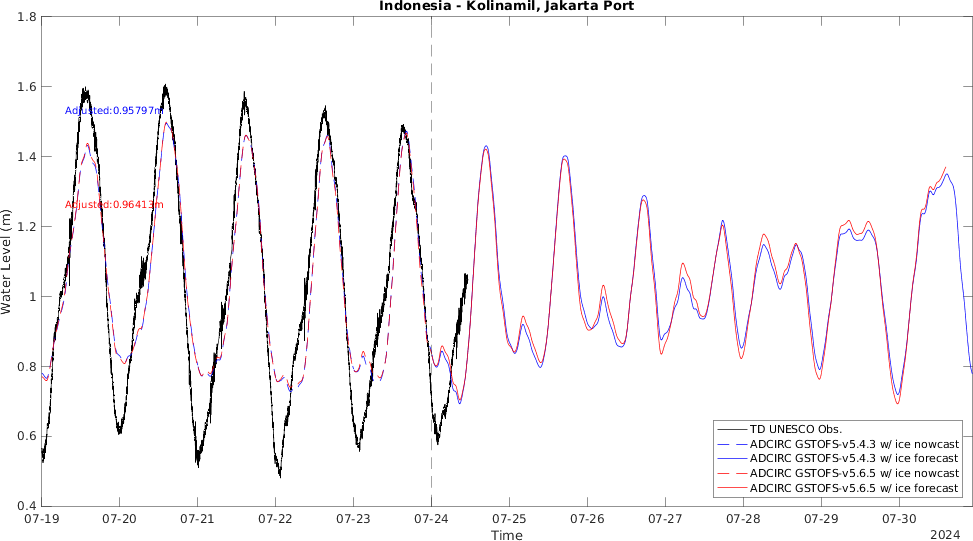 Indonesia - Kolinamil, Jakarta Port
1.8
1.6
1.4
1.2
1
0.8
0.6
0.4
Water Level (m)
Adjusted:0.95797m
Adjusted:0.96413m
TD UNESCO Obs.
ADCIRC GSTOFS-v5.4.3 w/ ice nowcast
ADCIRC GSTOFS-v5.4.3 w/ ice forecast
ADCIRC GSTOFS-v5.6.5 w/ ice nowcast
ADCIRC GSTOFS-v5.6.5 w/ ice forecast
07-19 07-20 07-21 07-22 07-23 07-24 07-25 07-26 07-27 07-28 07-29 07-30
Time
2024